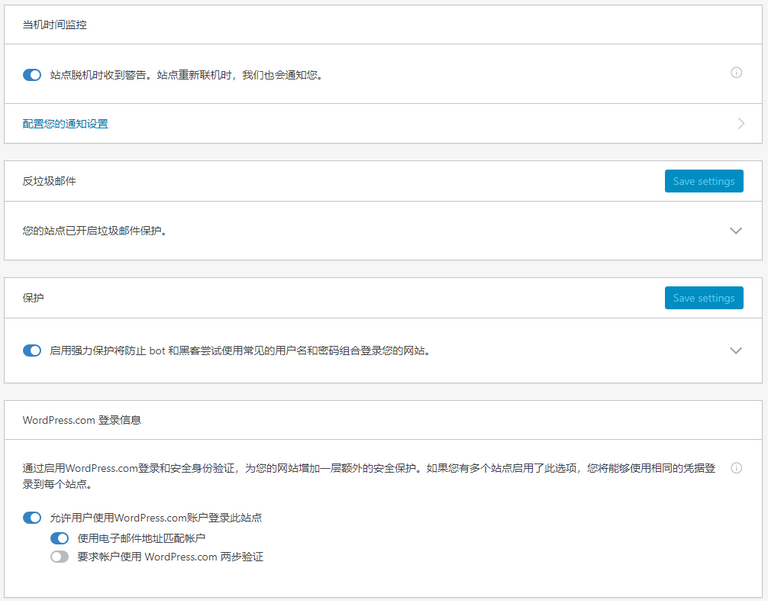 当机时间监控
站点脱机时收到警告。站点重新联机时，我们也会通知您。
配置您的通知设置
反垃圾邮件
Save settings
您的站点已开启垃圾邮件保护。
保护
Save settings
启用强力保护将防止 bot 和黑客尝试使用常见的用户名和密码组合登录您的网站。
WordPress.com 登录信息
通过启用WordPress.com登录和安全身份验证，为您的网站增加一层额外的安全保护。如果您有多个站点启用了此选项，您将能够使用相同的凭据登
录到每个站点。
允许用户使用WordPress.com账户登录此站点
使用电子邮件地址匹配帐户
要求帐户使用 WordPress.com 两步验证